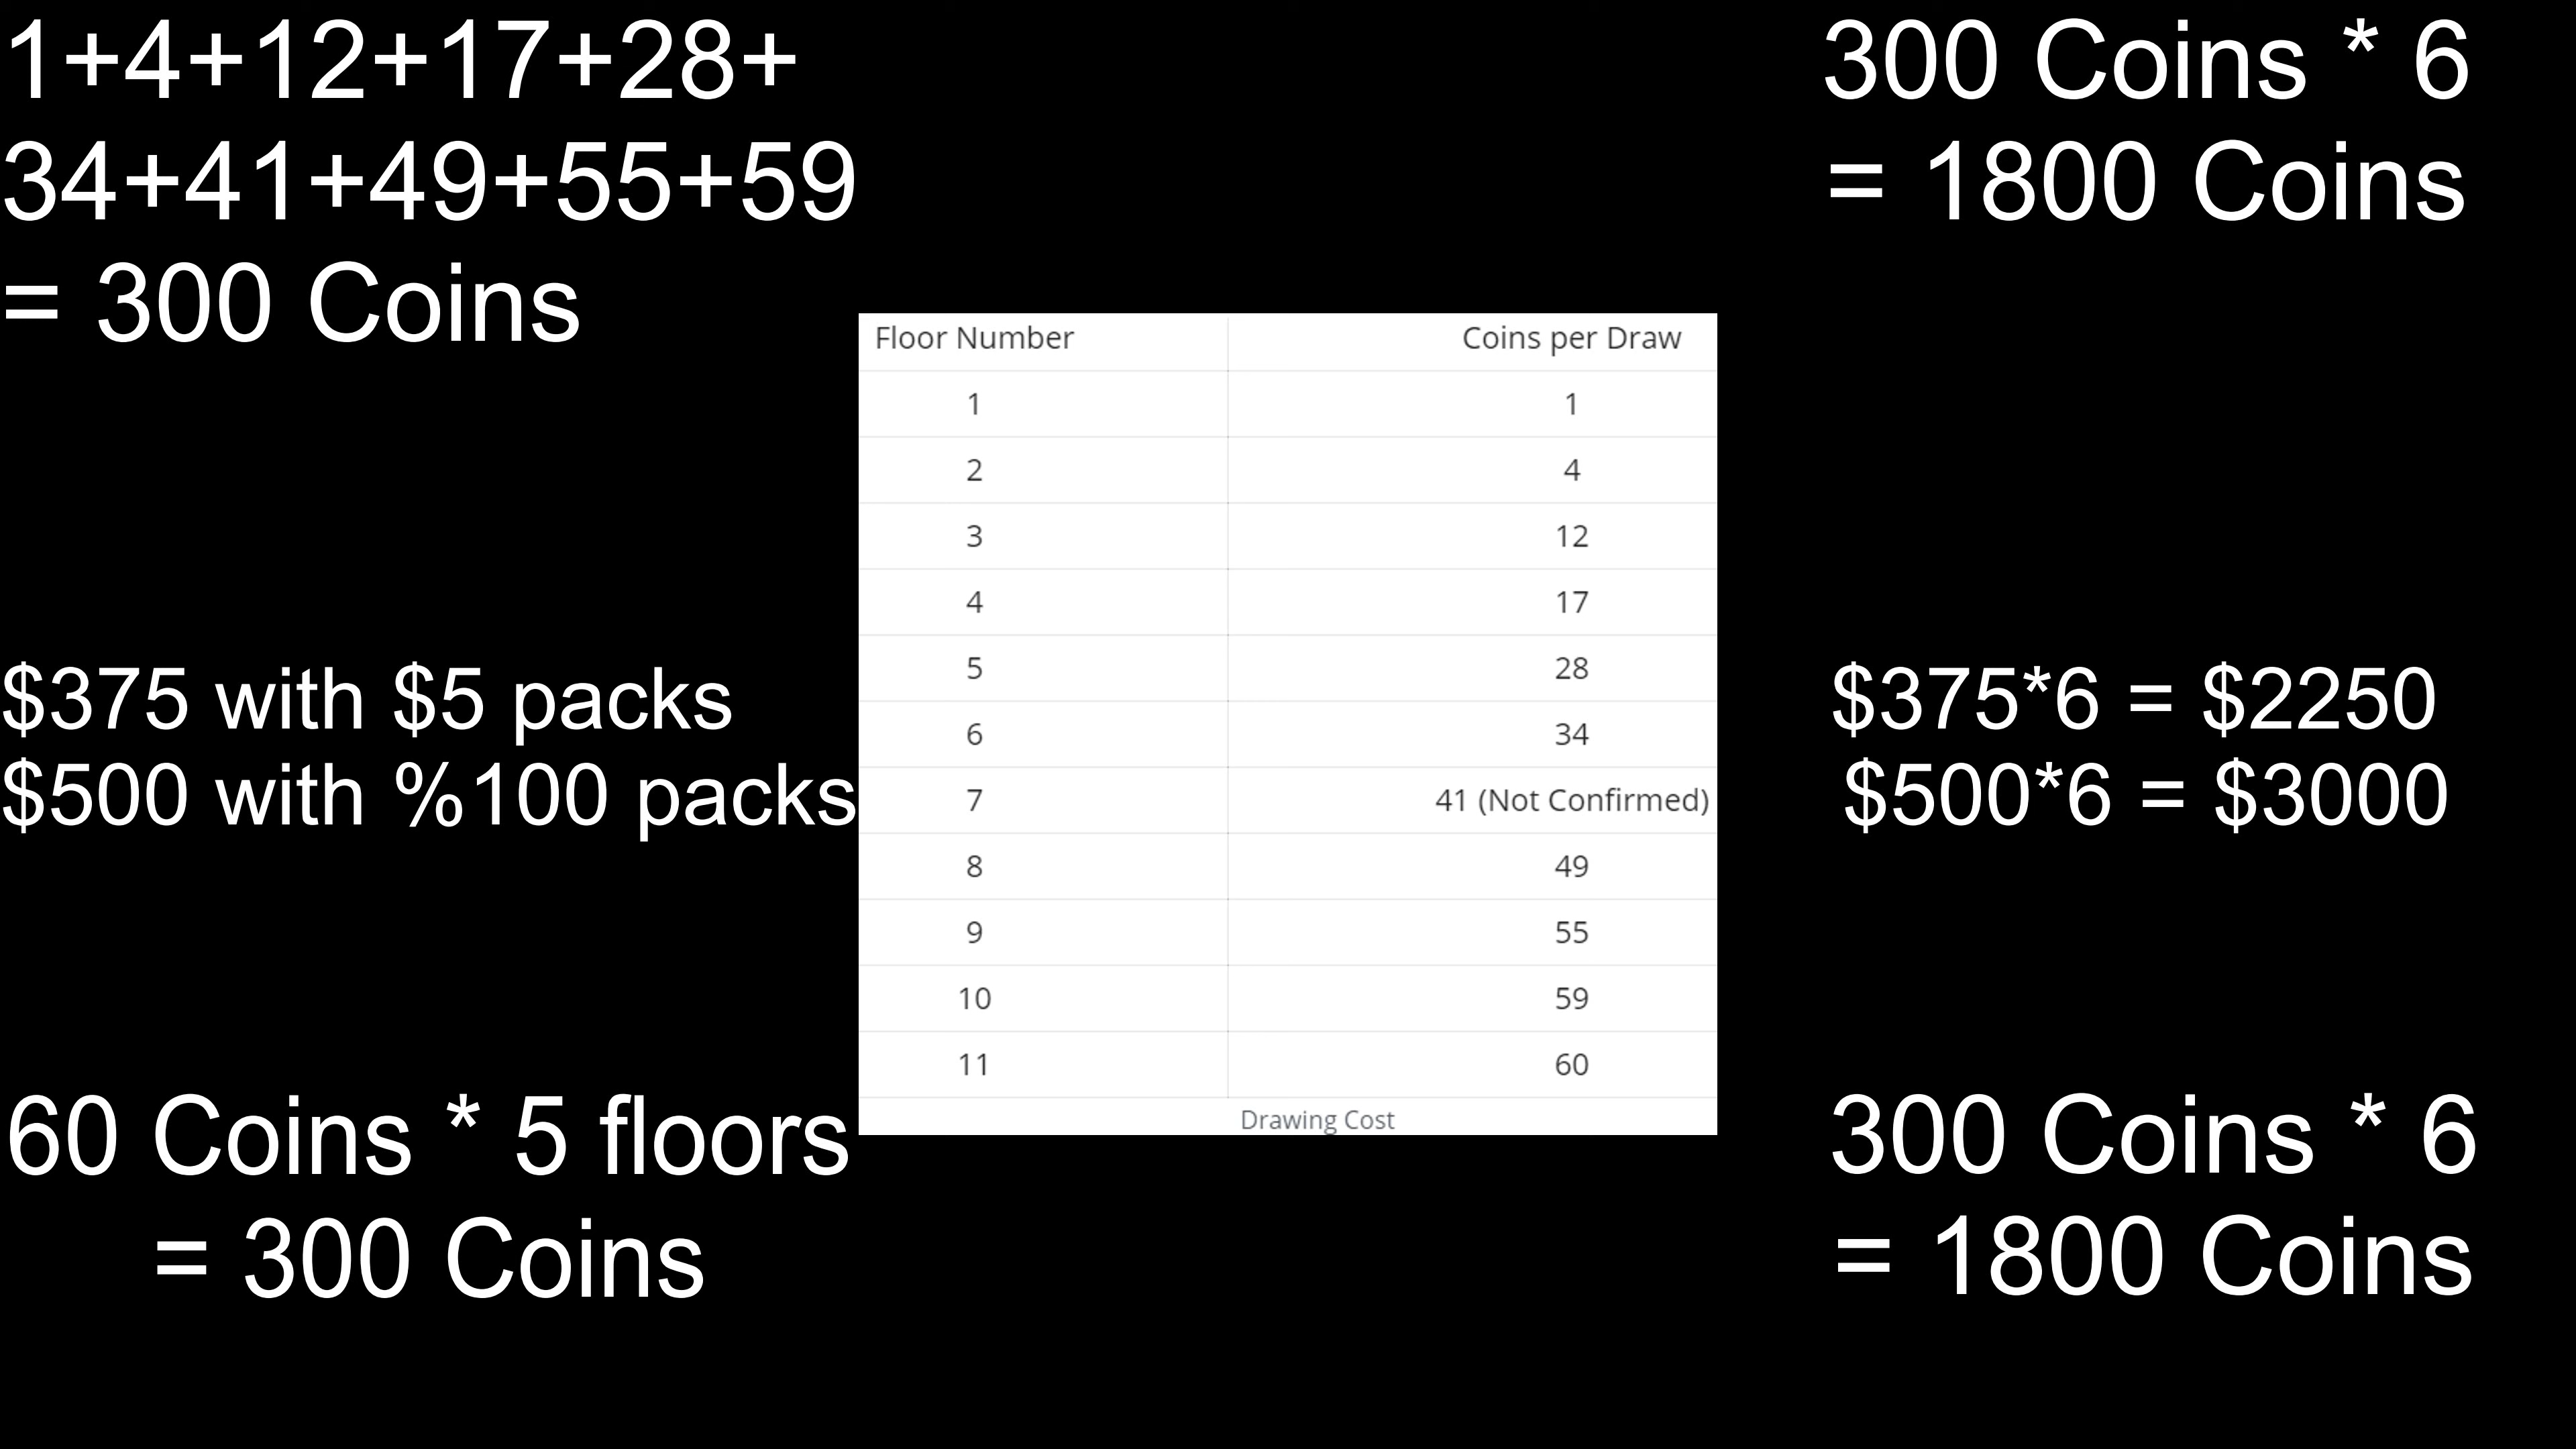 1+4+12+17+28+
34+41+49+55+59
= 300 Coins
300 Coins * 6
= 1800 Coins
Floor Number Coins per Draw
1 1
2 4
3 12
4 17
5 28
6 34
7 41 (Not Confirmed)
8 49
9 55
10 59
11 60
Drawing Cost
$375 with $5 packs
$500 with %100 packs
$375*6 = $2250
$500*6 = $3000
60 Coins * 5 floors
= 300 Coins
300 Coins * 6
= 1800 Coins